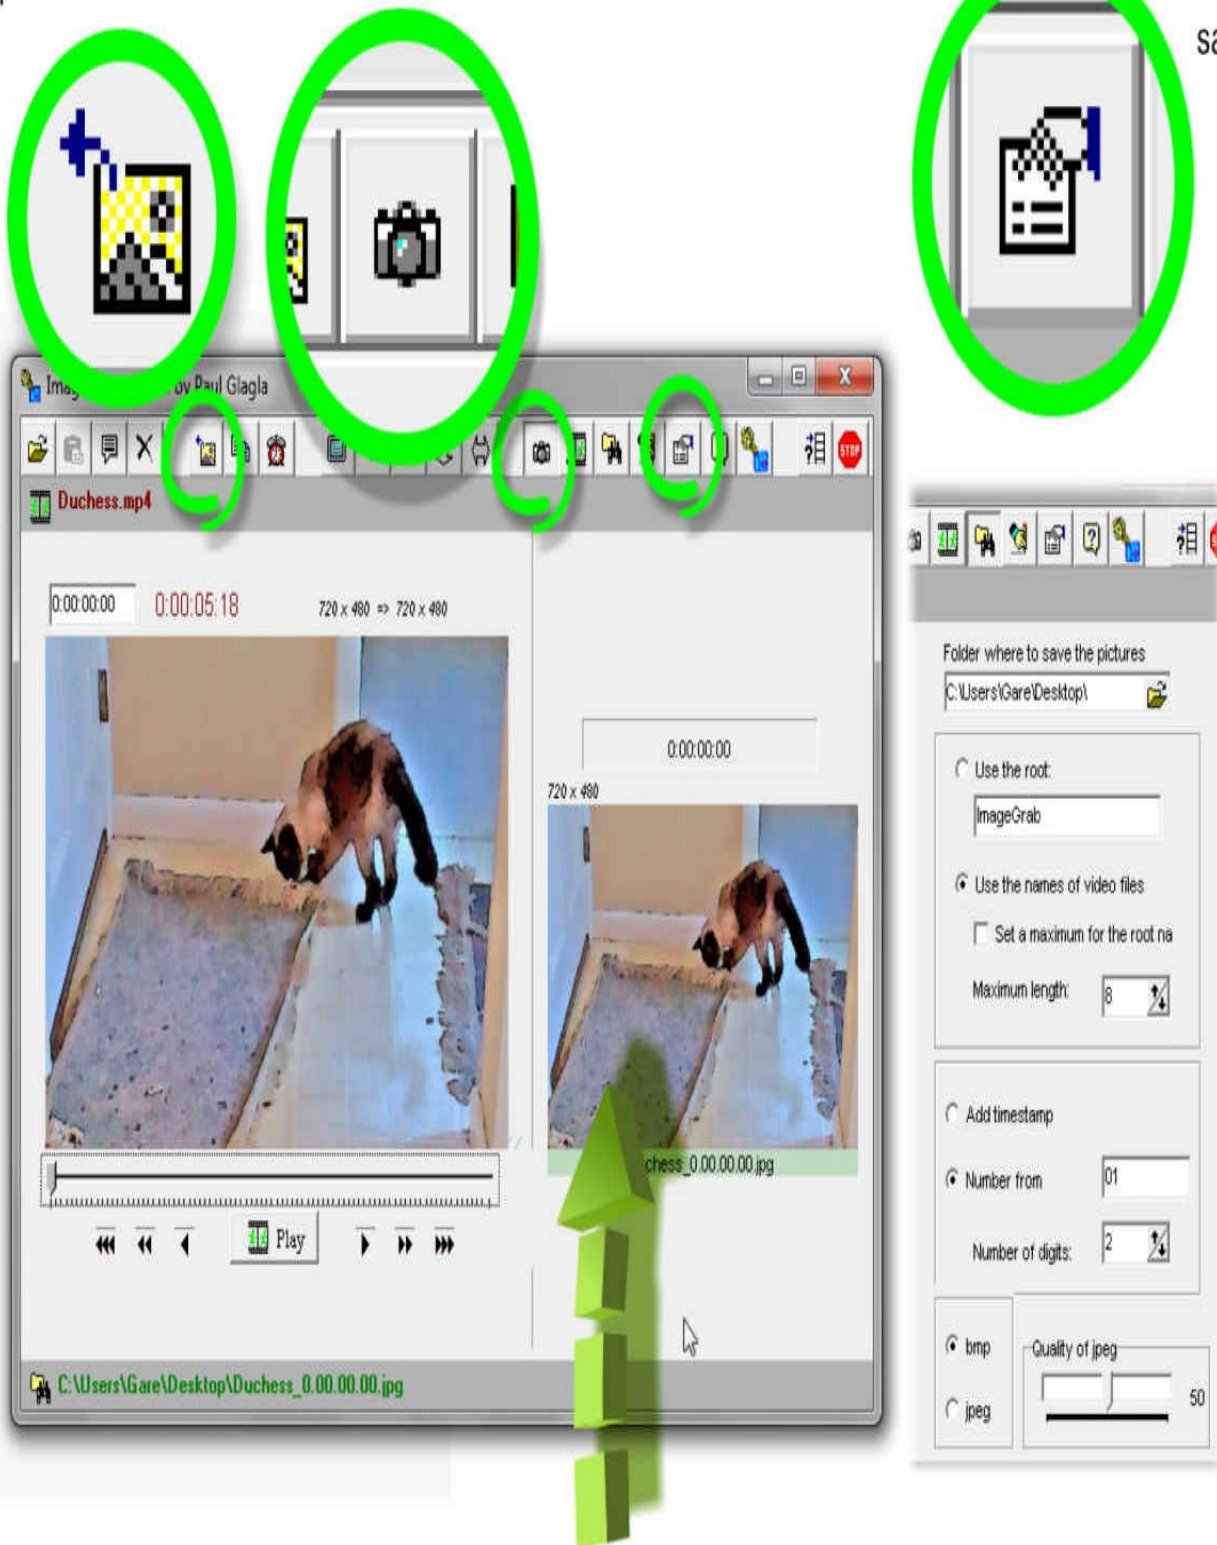 sa
by Paul Glagla
STOP
Duchess.mp4
0:00:00:00
0:00:05:18
720 x 480 => 720 x 480
0:00:00:00
720 x 480
chess_0.00.00.00.jpg
Play
C:\Users\Gare\Desktop\Duchess_0.00.00.00.jpg
Folder where to save the pictures
C:\Users\Gare\Desktop\
Use the root:
ImageGrab
Use the names of video files
Set a maximum for the root na
Maximum length: 8
Add timestamp
Number from 01
Number of digits: 2
bmp
Quality of jpeg
50
jpeg